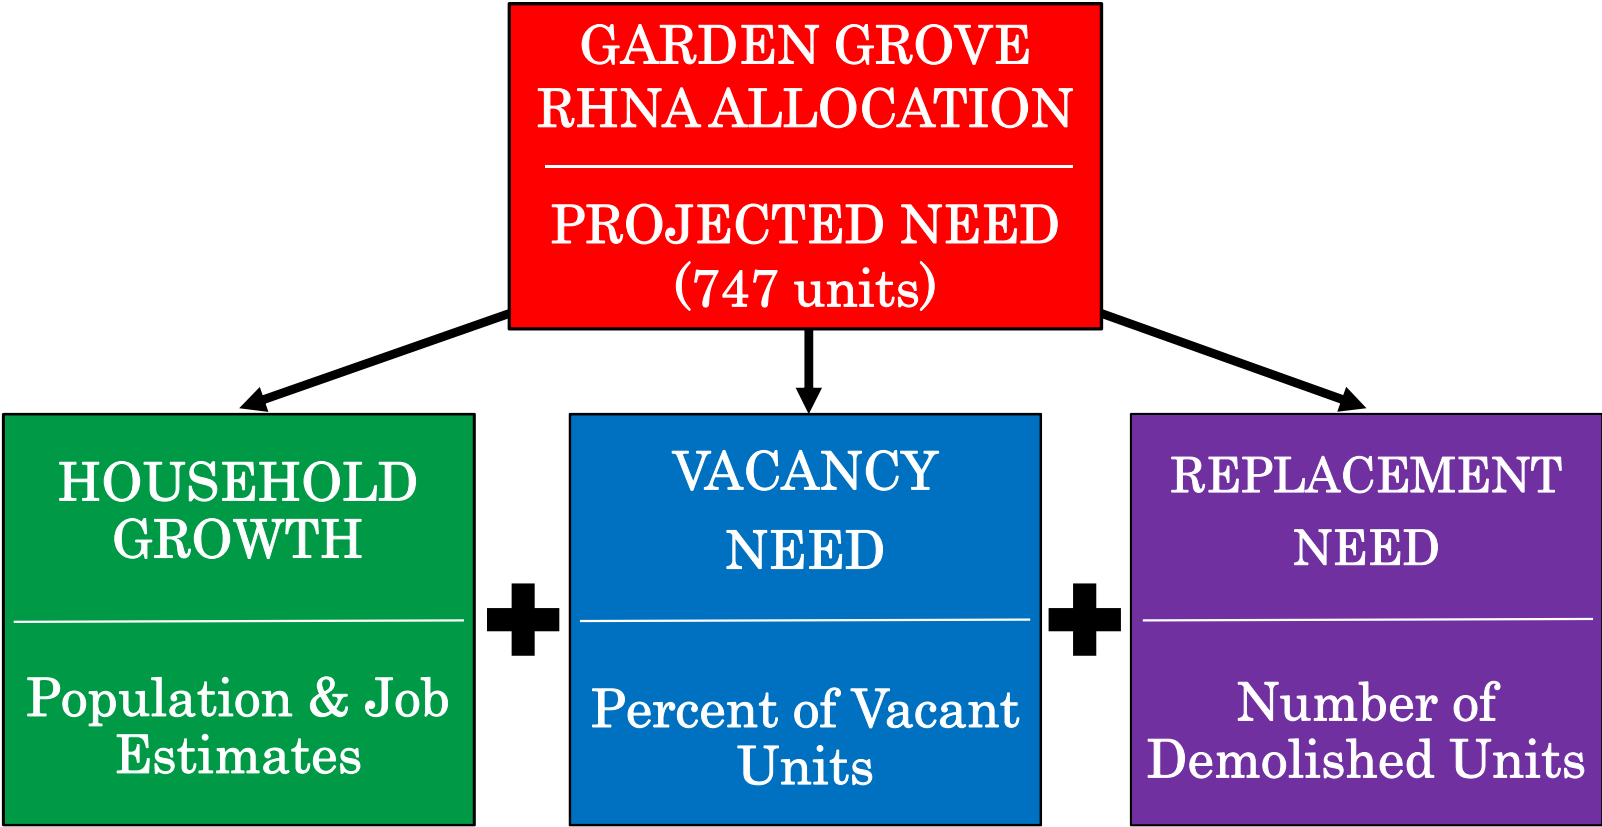 GARDEN GROVE
RHNA ALLOCATION
PROJECTED NEED
(747 units)
HOUSEHOLD
GROWTH
Population & Job
Estimates
VACANCY
NEED
Percent of Vacant
Units
REPLACEMENT
NEED
Number of
Demolished Units